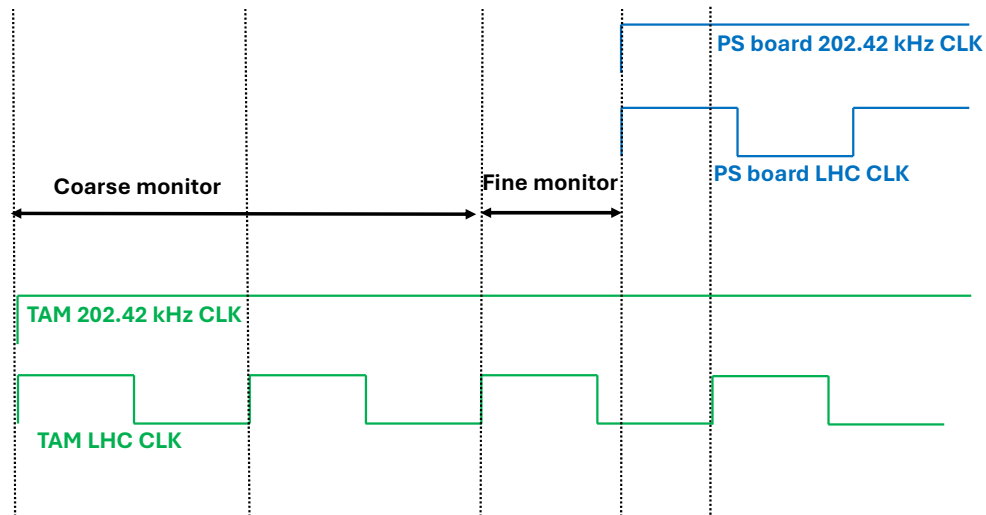 PS board 202.42 kHz CLK
PS board LHC CLK
Coarse monitor
Fine monitor
TAM 202.42 kHz CLK
TAM LHC CLK